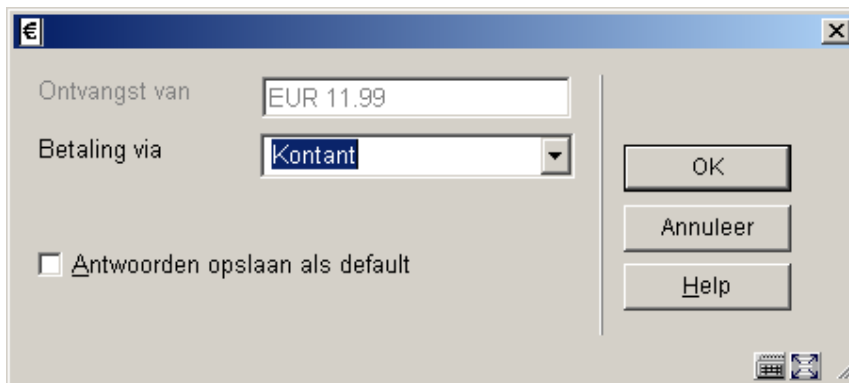 €
Ontvangst van
EUR 11.99
Betaling via
Kontant
OK
Annuleer
Antwoorden opslaan als default
Help